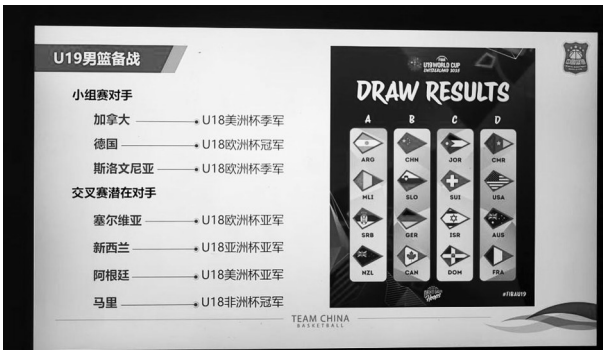 U19男篮备战
小组赛对手
加拿大 U18美洲杯季军
德国 U18欧洲杯冠军
斯洛文尼亚 U18欧洲杯季军
交叉赛潜在对手
塞尔维亚 U18欧洲杯亚军
新西兰 U18亚洲杯亚军
阿根廷 U18美洲杯亚军
马里 U18非洲杯冠军
U19 WORLD CUP
SWITZERLAND 2025
DRAW RESULTS
A B C D
ARG CHN JOR CMR
MLI SLO SUI USA
SRB GER ISR AUS
NZL CAN DOM FRA
#FIBAU19
TEAM CHINA
BASKETBALL